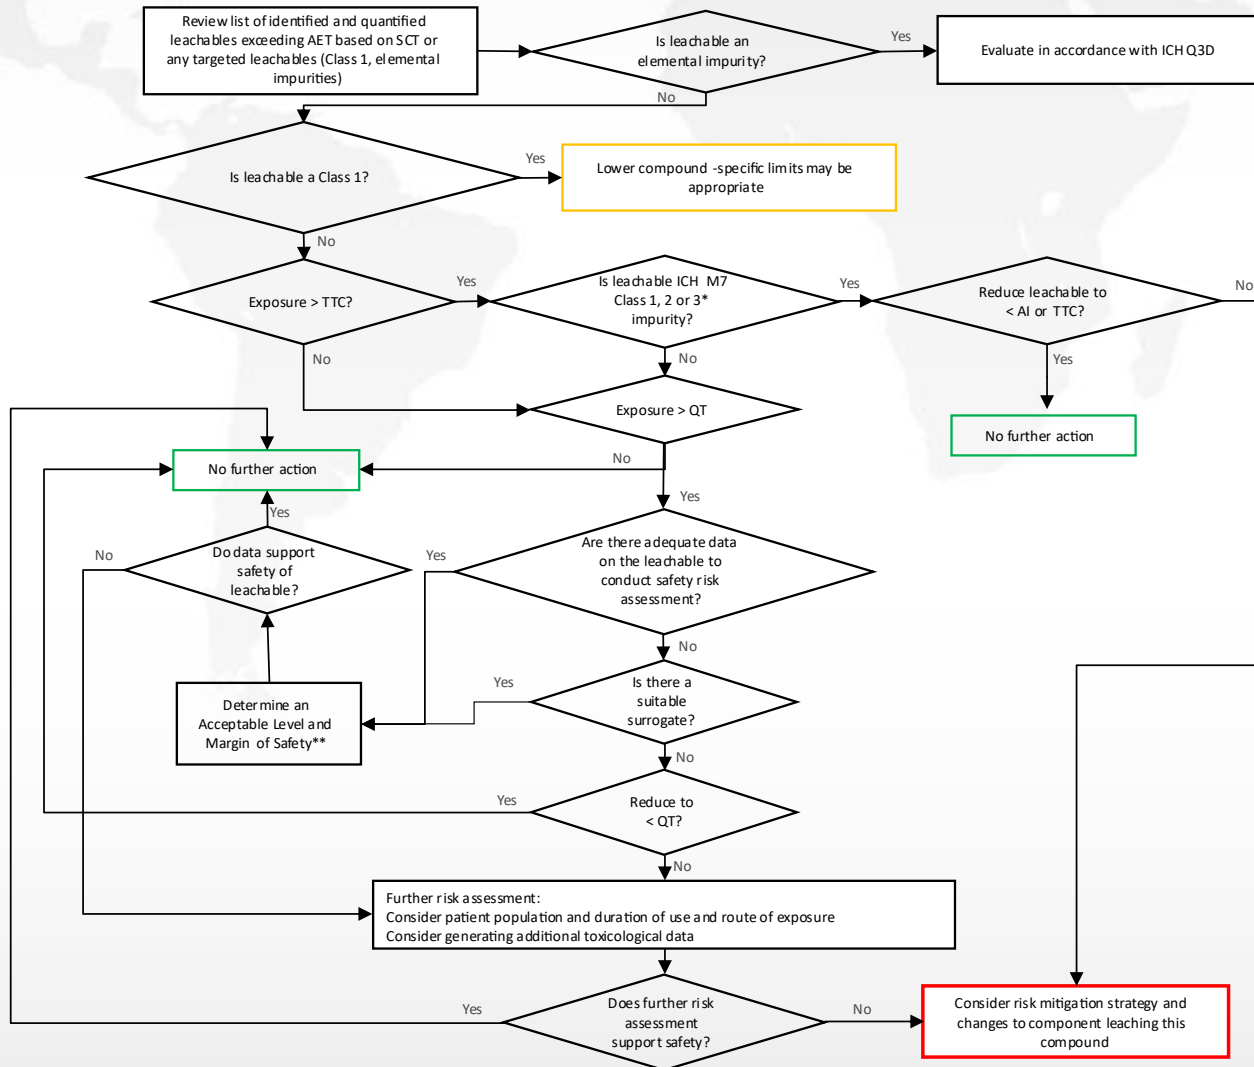 Review list of identified and quantified
leachables exceeding AET based on SCT or
any targeted leachables (Class 1, elemental
impurities)
Is leachable an
elemental impurity?
Yes
Evaluate in accordance with ICH Q3D
No
Is leachable a Class 1?
Yes
Lower compound -specific limits may be
appropriate
No
Exposure > TTC?
Yes
Is leachable ICH M7
Class 1, 2 or 3*
impurity?
Yes
Reduce leachable to
< AI or TTC?
No
No
No
Yes
Exposure > QT
No further action
No further action
No
Yes
Yes
No
Do data support
safety of
leachable?
Yes
Are there adequate data
on the leachable to
conduct safety risk
assessment?
No
Determine an
Acceptable Level and
Margin of Safety**
Yes
Is there a
suitable
surrogate?
No
Yes
Reduce to
< QT?
No
Further risk assessment:
Consider patient population and duration of use and route of exposure
Consider generating additional toxicological data
Yes
Does further risk
assessment
support safety?
No
Consider risk mitigation strategy and
changes to component leaching this
compound